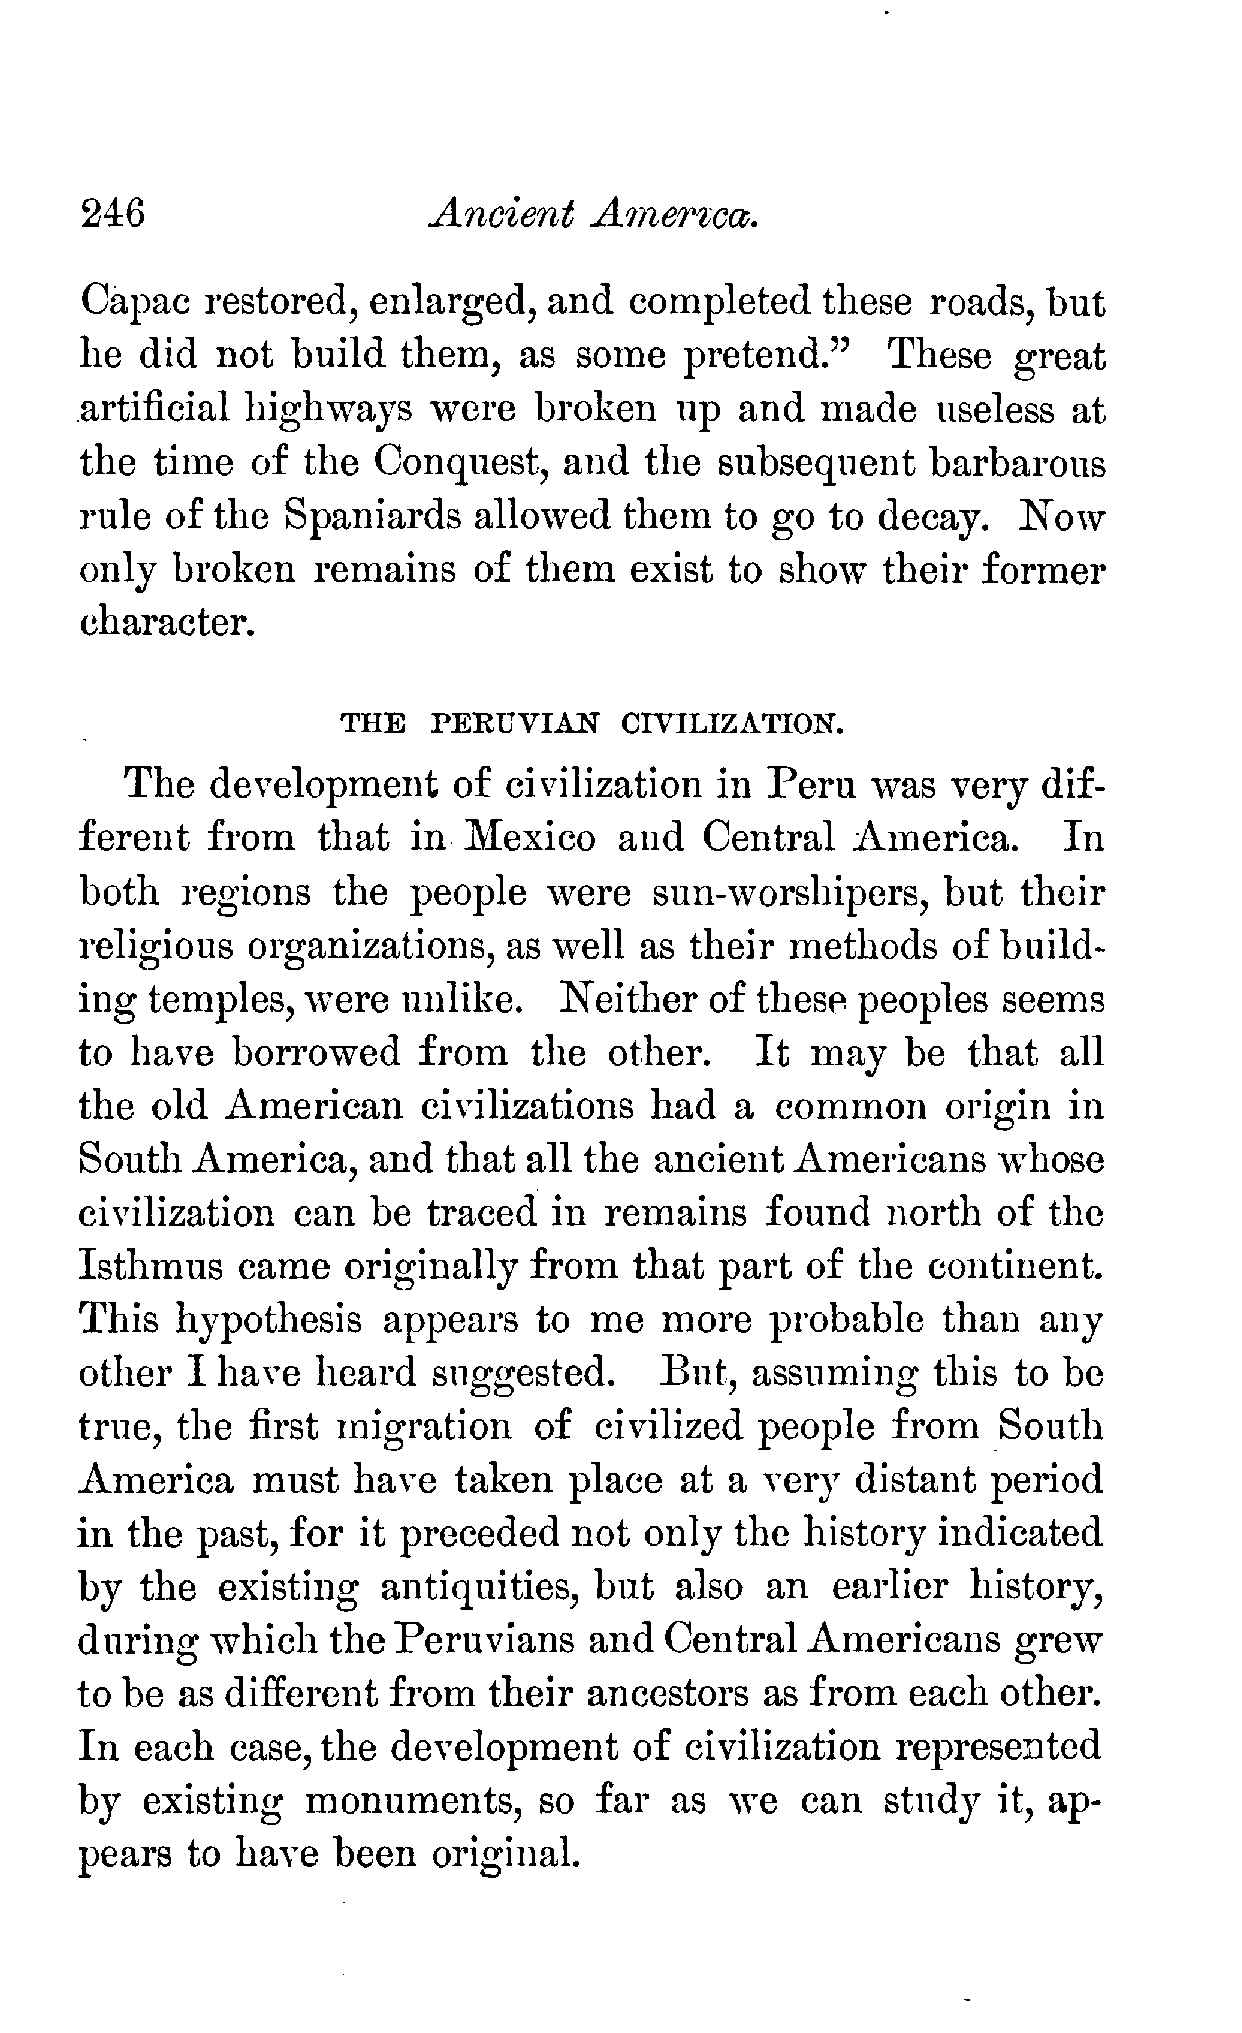 246 Ancient America.
Capac restored, enlarged, and completed these roads, but
he did not build them, as some pretend.” These great
artificial highways were broken up and made useless at
the time of the Conquest, and the subsequent barbarous
rule of the Spaniards allowed them to go to decay. Now
only broken remains of them exist to show their former
character.
THE PERUVIAN CIVILIZATION.
The development of civilization in Peru was very dif-
ferent from that in Mexico and Central America. In
both regions the people were sun-worshipers, but their
religious organizations, as well as their methods of build-
ing temples, were unlike. Neither of these peoples seems
to have borrowed from the other. It may be that all
the old American civilizations had a common origin in
South America, and that all the ancient Americans whose
civilization can be traced in remains found north of the
Isthmus came originally from that part of the continent.
This hypothesis appears to me more probable than any
other I have heard suggested. But, assuming this to be
true, the first migration of civilized people from South
America must have taken place at a very distant period
in the past, for it preceded not only the history indicated
by the existing antiquities, but also an earlier history,
during which the Peruvians and Central Americans grew
to be as different from their ancestors as from each other.
In each case, the development of civilization represented
by existing monuments, so far as we can study it, ap-
pears to have been original.